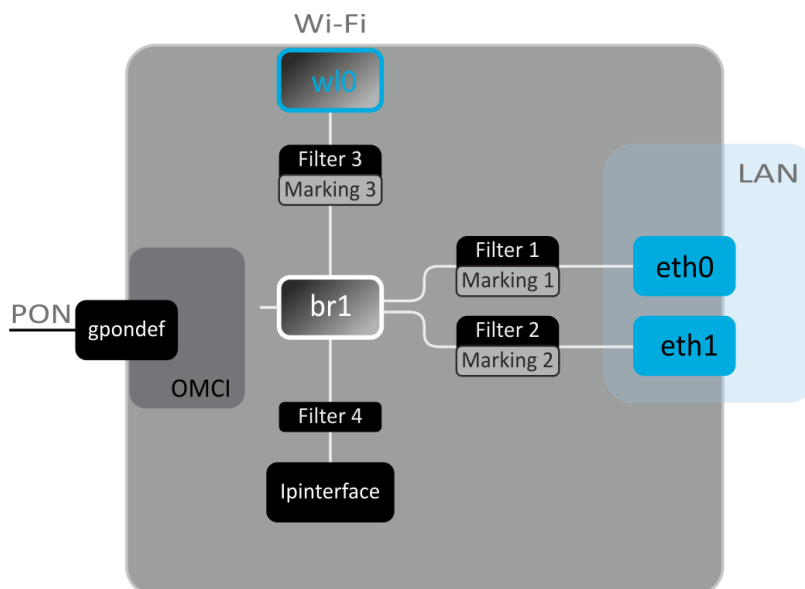 Wi-Fi
wl0
Filter 3
Marking 3
LAN
Filter 1
Marking 1
eth0
PON
gpondef
br1
Filter 2
Marking 2
eth1
OMCI
Filter 4
Ipinterface